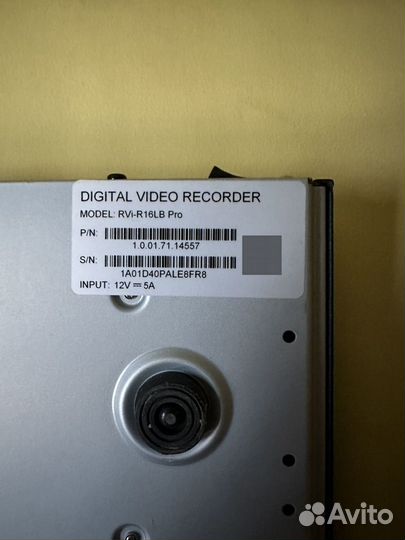 DIGITAL VIDEO RECORDER
MODEL: RVi-R16LB Pro
P/N:
1.0.01.71.14557
S/N:
1A01D40PALE8FR8
INPUT: 12V ⎓ 5A
Avito